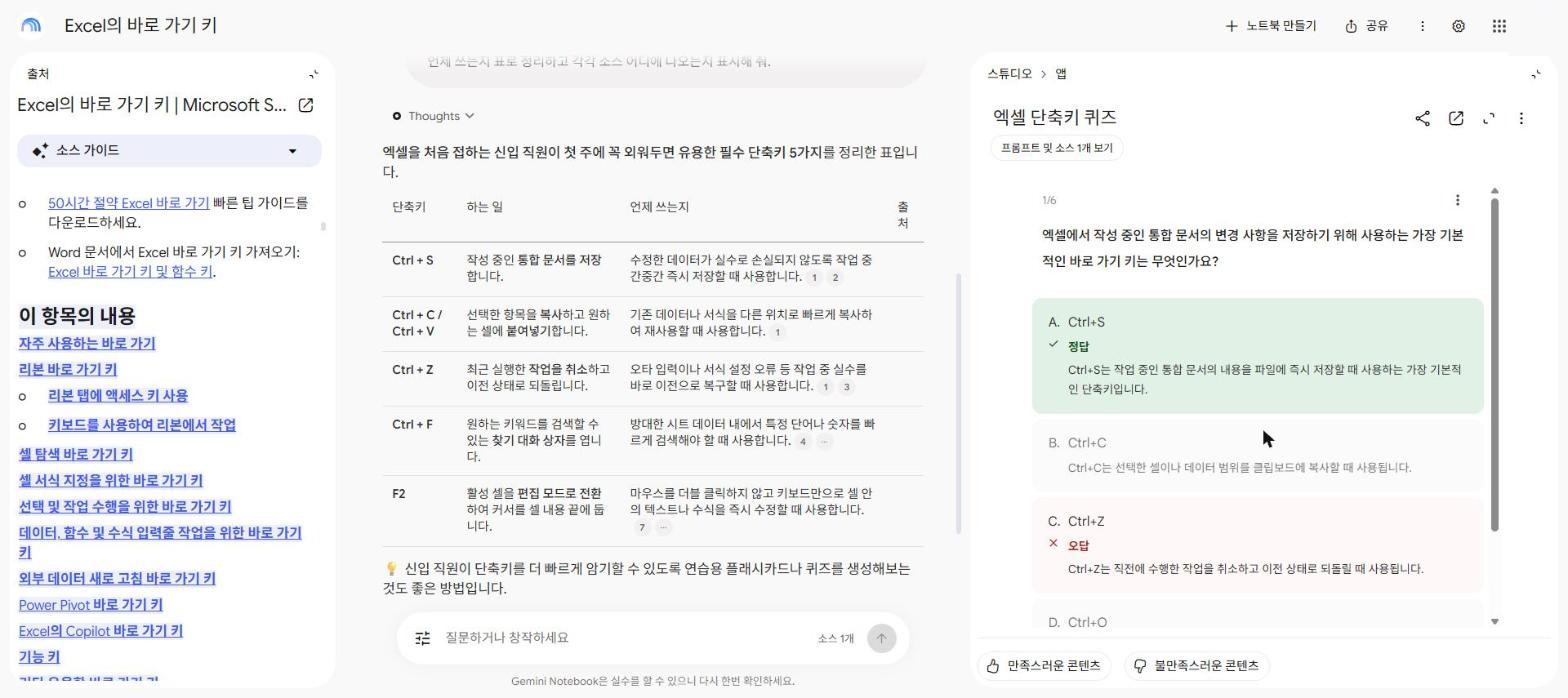 Excel의 바로 가기 키
노트북 만들기
공유
출처
Excel의 바로 가기 키 | Microsoft S...
소스 가이드
50시간 절약 Excel 바로 가기 빠른 팁 가이드를
다운로드하세요.
Word 문서에서 Excel 바로 가기 키 가져오기:
Excel 바로 가기 키 및 함수 키.
이 항목의 내용
자주 사용하는 바로 가기
리본 바로 가기 키
리본 탭에 액세스 키 사용
키보드를 사용하여 리본에서 작업
셀 탐색 바로 가기 키
셀 서식 지정을 위한 바로 가기 키
선택 및 작업 수행을 위한 바로 가기 키
데이터, 함수 및 수식 입력줄 작업을 위한 바로 가기
키
외부 데이터 새로 고침 바로 가기 키
Power Pivot 바로 가기 키
Excel의 Copilot 바로 가기 키
기능 키
언제 쓰는지 표로 정리하고 각각 소스 어디에 나오는지 표시해 줘.
Thoughts
엑셀을 처음 접하는 신입 직원이 첫 주에 꼭 외워두면 유용한 필수 단축키 5가지를 정리한 표입니
다.
단축키 하는 일 언제 쓰는지 출
처
Ctrl + S 작성 중인 통합 문서를 저장 수정한 데이터가 실수로 손실되지 않도록 작업 중
합니다. 간중간 즉시 저장할 때 사용합니다. 1 2
Ctrl + C / 선택한 항목을 복사하고 원하 기존 데이터나 서식을 다른 위치로 빠르게 복사하
Ctrl + V 는 셀에 붙여넣기합니다. 여 재사용할 때 사용합니다. 1
Ctrl + Z 최근 실행한 작업을 취소하고 오타 입력이나 서식 설정 오류 등 작업 중 실수를
이전 상태로 되돌립니다. 바로 이전으로 복구할 때 사용합니다. 1 3
Ctrl + F 원하는 키워드를 검색할 수 방대한 시트 데이터 내에서 특정 단어나 숫자를 빠
있는 찾기 대화 상자를 엽니 르게 검색해야 할 때 사용합니다. 4 ...
다.
F2 활성 셀을 편집 모드로 전환 마우스를 더블 클릭하지 않고 키보드만으로 셀 안
하여 커서를 셀 내용 끝에 둡 의 텍스트나 수식을 즉시 수정할 때 사용합니다.
니다. 7 ...
💡 신입 직원이 단축키를 더 빠르게 암기할 수 있도록 연습용 플래시카드나 퀴즈를 생성해보는
것도 좋은 방법입니다.
질문하거나 창작하세요 소스 1개
Gemini Notebook은 실수를 할 수 있으니 다시 한번 확인하세요.
스튜디오 > 앱
엑셀 단축키 퀴즈
프롬프트 및 소스 1개 보기
1/6
엑셀에서 작성 중인 통합 문서의 변경 사항을 저장하기 위해 사용하는 가장 기본
적인 바로 가기 키는 무엇인가요?
A. Ctrl+S
정답
Ctrl+S는 작업 중인 통합 문서의 내용을 파일에 즉시 저장할 때 사용하는 가장 기본적
인 단축키입니다.
B. Ctrl+C
Ctrl+C는 선택한 셀이나 데이터 범위를 클립보드에 복사할 때 사용됩니다.
C. Ctrl+Z
오답
Ctrl+Z는 직전에 수행한 작업을 취소하고 이전 상태로 되돌릴 때 사용됩니다.
D. Ctrl+O
만족스러운 콘텐츠
불만족스러운 콘텐츠